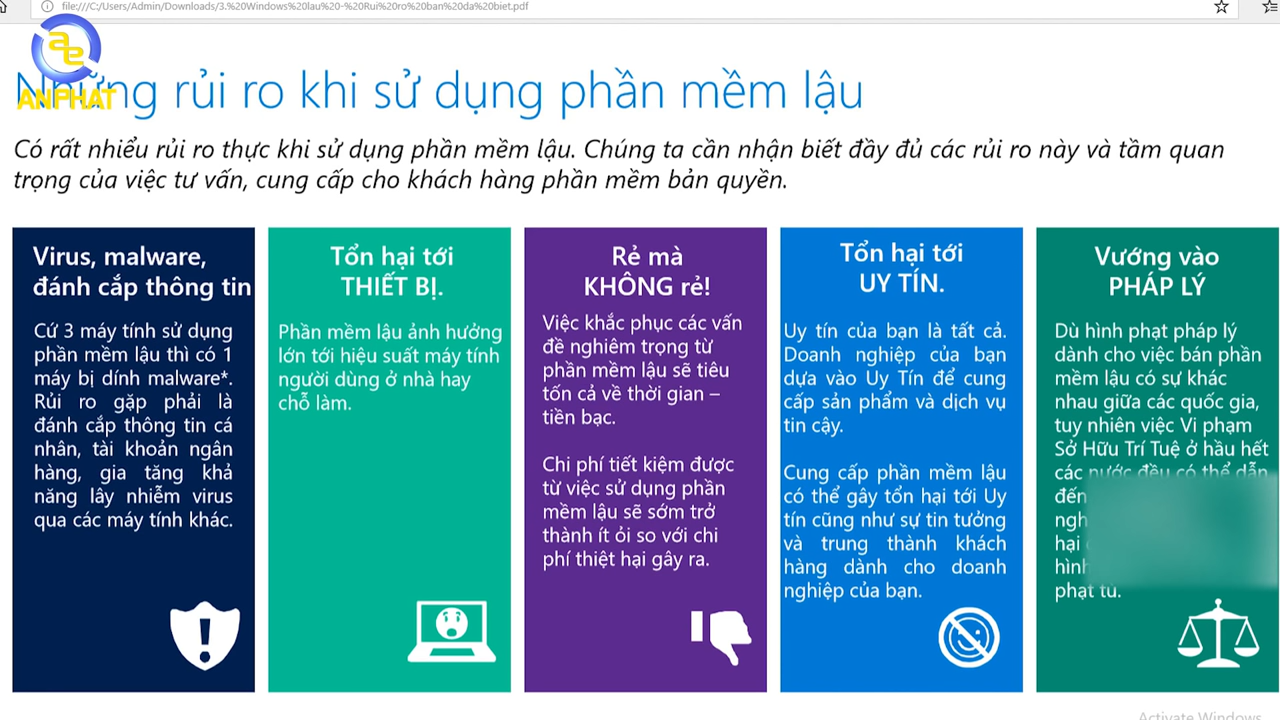 file:///C:/Users/Admin/Downloads/3.%20Windows%20lau%20-%20Rui%20ro%20ban%20da%20biet.pdf
ANPHAT
Những rủi ro khi sử dụng phần mềm lậu
Có rất nhiểu rủi ro thực khi sử dụng phần mềm lậu. Chúng ta cần nhận biết đầy đủ các rủi ro này và tầm quan
trọng của việc tư vấn, cung cấp cho khách hàng phần mềm bản quyền.
Virus, malware,
đánh cắp thông tin
Cứ 3 máy tính sử dụng
phần mềm lậu thì có 1
máy bị dính malware*.
Rủi ro gặp phải là
đánh cắp thông tin cá
nhân, tài khoản ngân
hàng, gia tăng khả
năng lây nhiễm virus
qua các máy tính khác.
Tổn hại tới
THIẾT BỊ.
Phần mềm lậu ảnh hưởng
lớn tới hiệu suất máy tính
người dùng ở nhà hay
chỗ làm.
Rẻ mà
KHÔNG rẻ!
Việc khắc phục các vấn
đề nghiêm trọng từ
phần mềm lậu sẽ tiêu
tốn cả về thời gian –
tiền bạc.
Chi phí tiết kiệm được
từ việc sử dụng phần
mềm lậu sẽ sớm trở
thành ít ỏi so với chi
phí thiệt hại gây ra.
Tổn hại tới
UY TÍN.
Uy tín của bạn là tất cả.
Doanh nghiệp của bạn
dựa vào Uy Tín để cung
cấp sản phẩm và dịch vụ
tin cậy.
Cung cấp phần mềm lậu
có thể gây tổn hại tới Uy
tín cũng như sự tin tưởng
và trung thành khách
hàng dành cho doanh
nghiệp của bạn.
Vướng vào
PHÁP LÝ
Dù hình phạt pháp lý
dành cho việc bán phần
mềm lậu có sự khác
nhau giữa các quốc gia,
tuy nhiên việc Vi phạm
Sở Hữu Trí Tuệ ở hầu hết
các nước đều có thể dẫn
đến
hại
hình
phạt tù.
Activate Windows